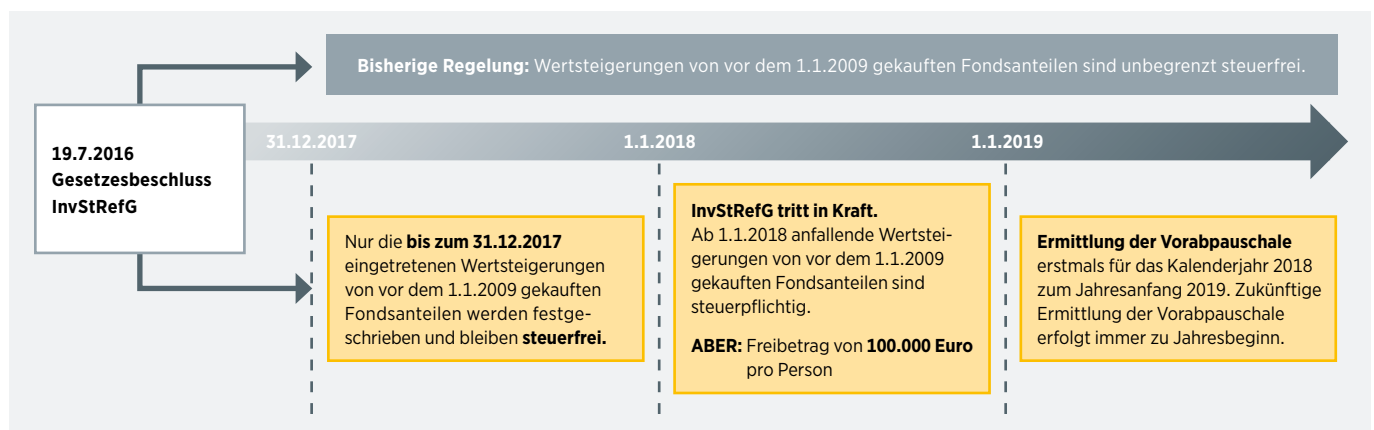 Bisherige Regelung: Wertsteigerungen von vor dem 1.1.2009 gekauften Fondsanteilen sind unbegrenzt steuerfrei.
19.7.2016
Gesetzesbeschluss
InvStRefG
31.12.2017
1.1.2018
1.1.2019
Nur die bis zum 31.12.2017
eingetretenen Wertsteigerungen
von vor dem 1.1.2009 gekauften
Fondsanteilen werden festge-
schrieben und bleiben steuerfrei.
InvStRefG tritt in Kraft.
Ab 1.1.2018 anfallende Wertstei-
gerungen von vor dem 1.1.2009
gekauften Fondsanteilen sind
steuerpflichtig.
ABER: Freibetrag von 100.000 Euro
pro Person
Ermittlung der Vorabpauschale
erstmals für das Kalenderjahr 2018
zum Jahresanfang 2019. Zukünftige
Ermittlung der Vorabpauschale
erfolgt immer zu Jahresbeginn.